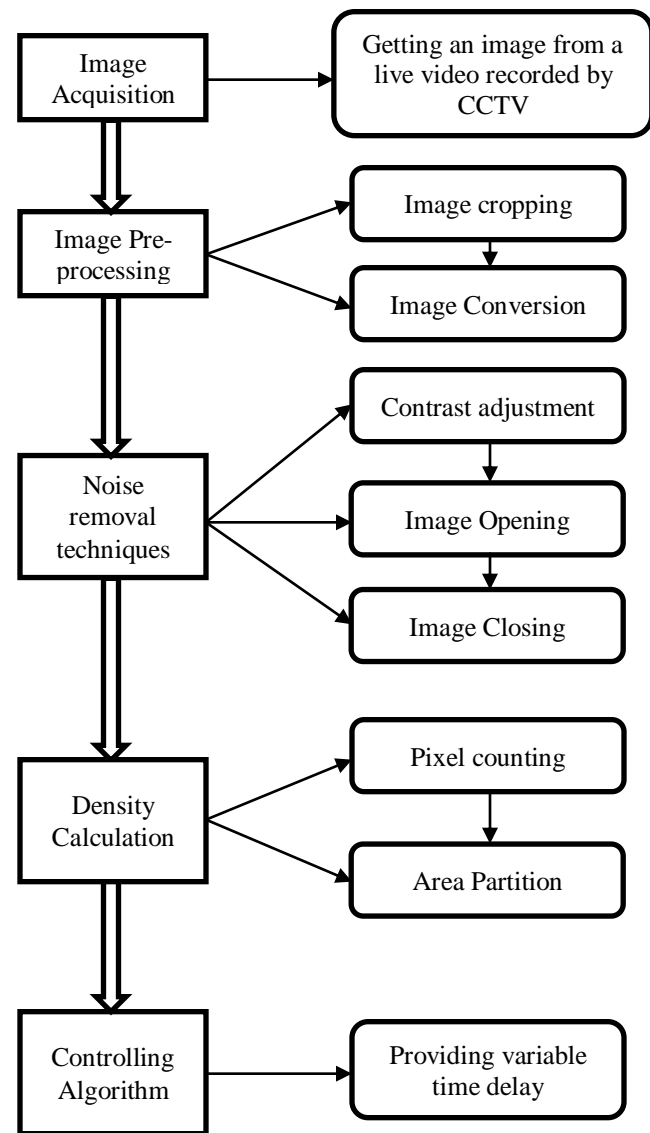 Image
Acquisition
Getting an image from a
live video recorded by
CCTV
Image Pre-
processing
Image cropping
Image Conversion
Noise
removal
techniques
Contrast adjustment
Image Opening
Image Closing
Density
Calculation
Pixel counting
Area Partition
Controlling
Algorithm
Providing variable
time delay